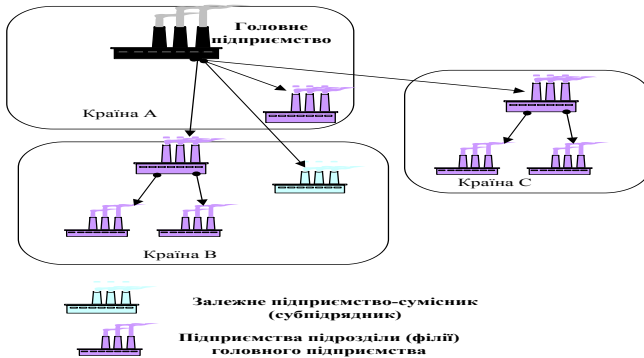 Головне
підприємство
Країна А
Країна С
Країна В
Залежне підприємство-сумісник
(субпідрядник)
Підприємства підрозділи (філії)
головного підприємства